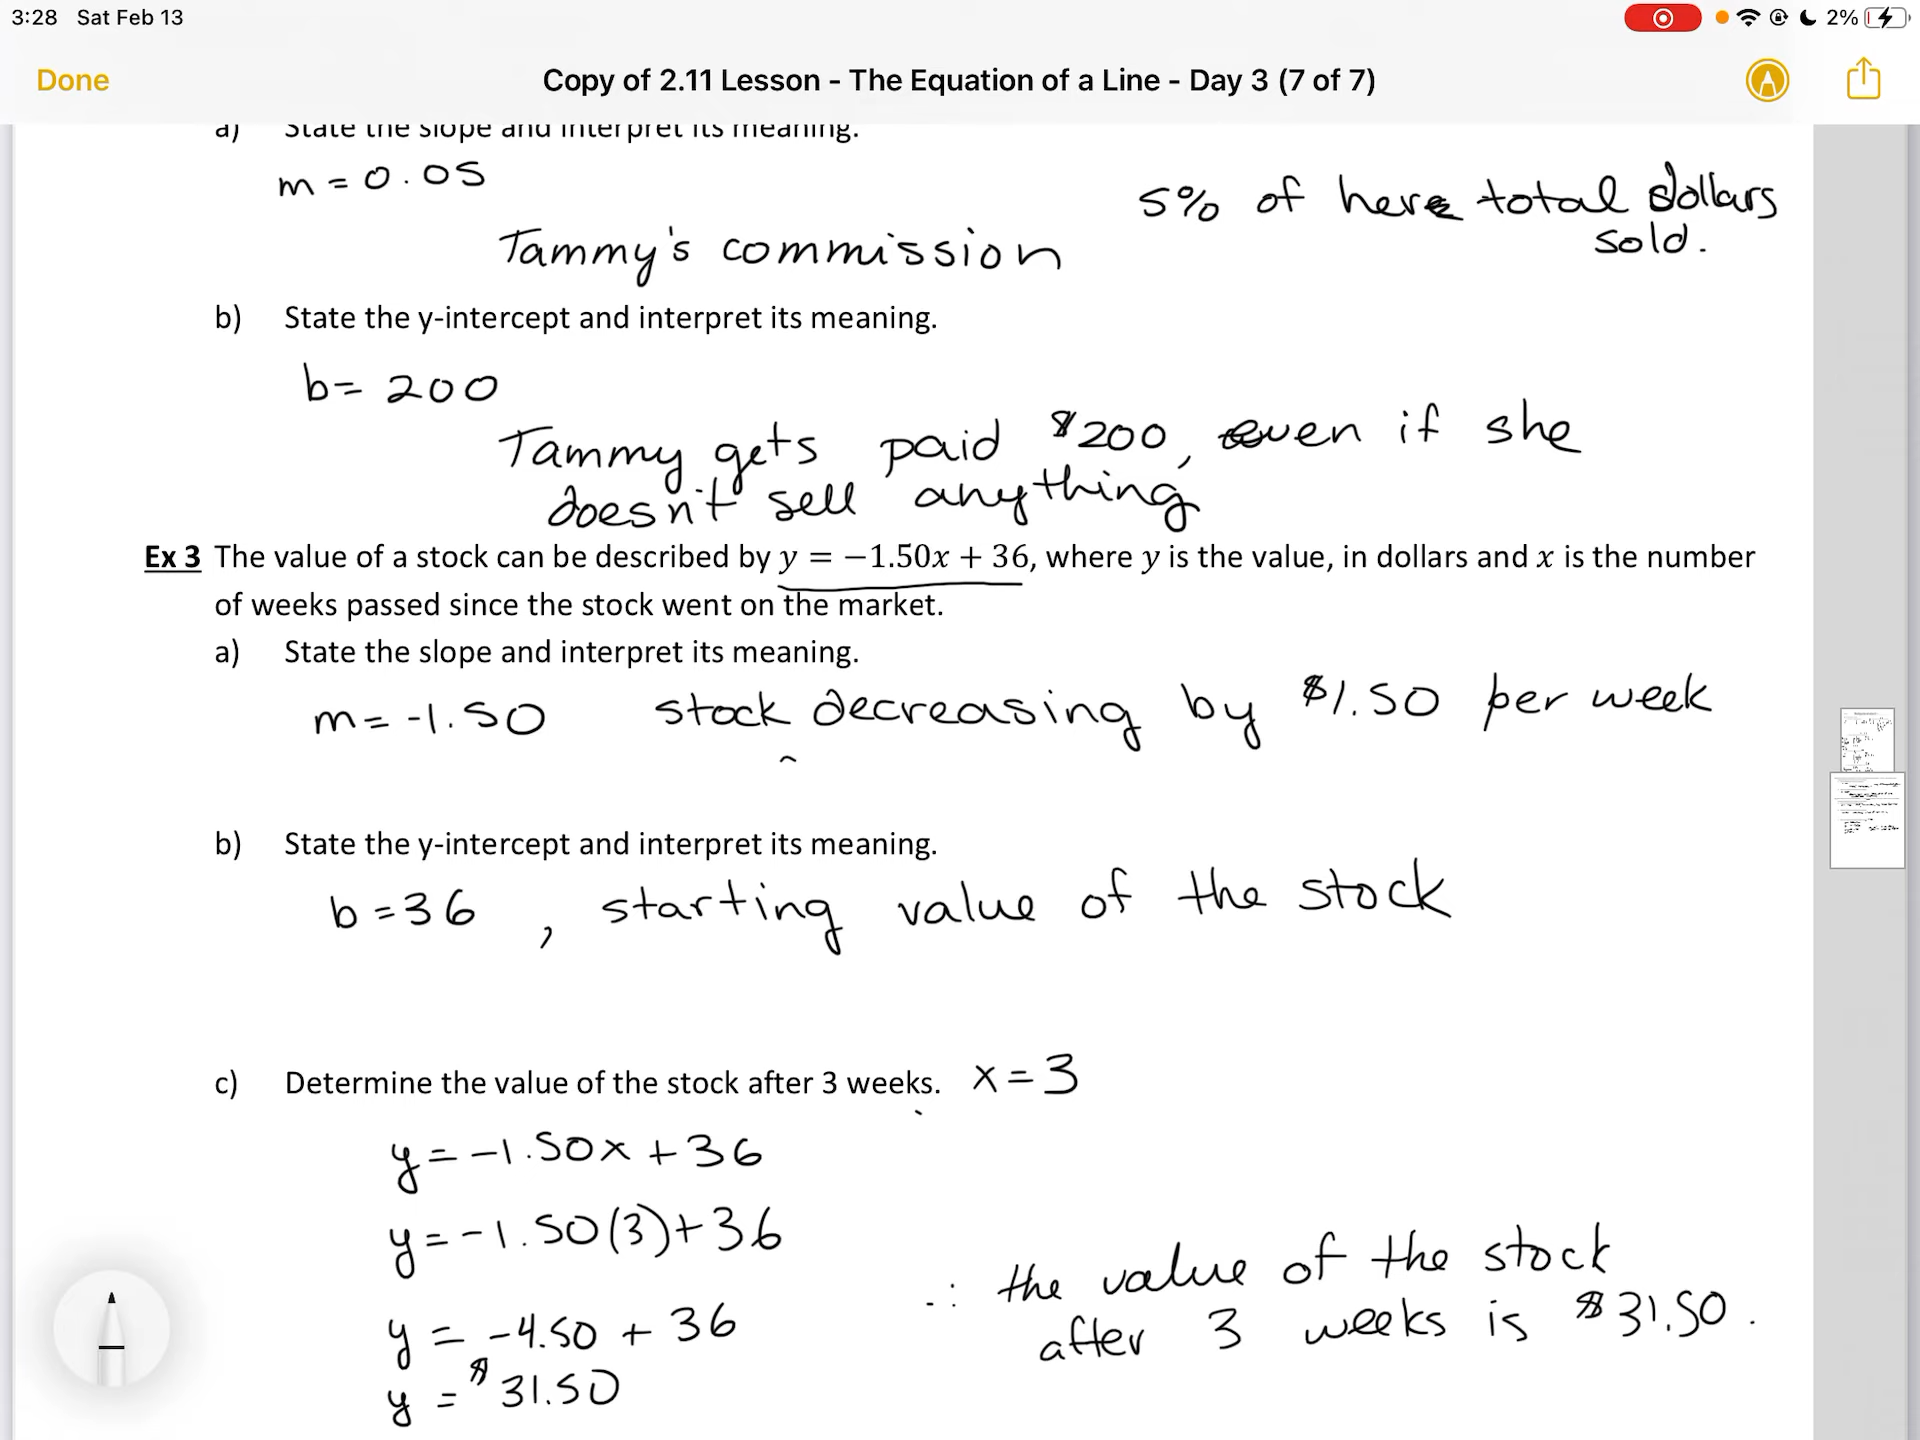 3:28 Sat Feb 13
2%
Done
Copy of 2.11 Lesson - The Equation of a Line - Day 3 (7 of 7)
a) State the slope and interpret its meaning.
m = 0.05
5% of here total dollars
sold.
Tammy's commission
b) State the y-intercept and interpret its meaning.
b= 200
Tammy gets paid $200, even if she
doesn't sell anything
Ex 3 The value of a stock can be described by y = −1.50x + 36, where y is the value, in dollars and x is the number
of weeks passed since the stock went on the market.
a) State the slope and interpret its meaning.
m= -1.50 stock decreasing by $1.50 per week
b) State the y-intercept and interpret its meaning.
b =36 , starting value of the stock
c) Determine the value of the stock after 3 weeks. x=3
y=-1.50x +36
y=-1.50(3)+36
y = -4.50 + 36
y = $31.50
∴ the value of the stock
after 3 weeks is $31.50.